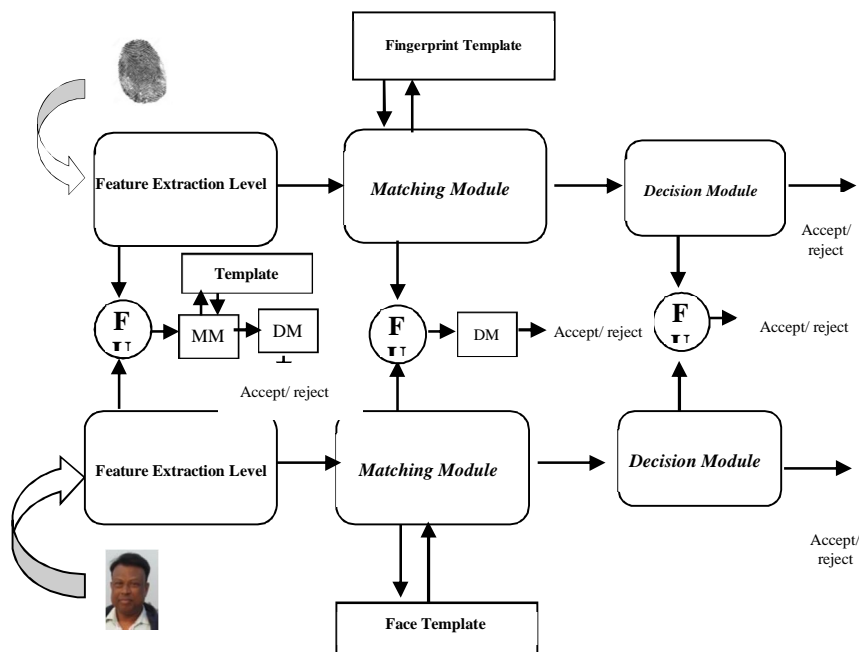 Fingerprint Template
Feature Extraction Level
Matching Module
Decision Module
Accept/
reject
Template
F
U
MM
DM
F
U
DM
Accept/ reject
F
U
Accept/ reject
Accept/ reject
Feature Extraction Level
Matching Module
Decision Module
Accept/
reject
Face Template